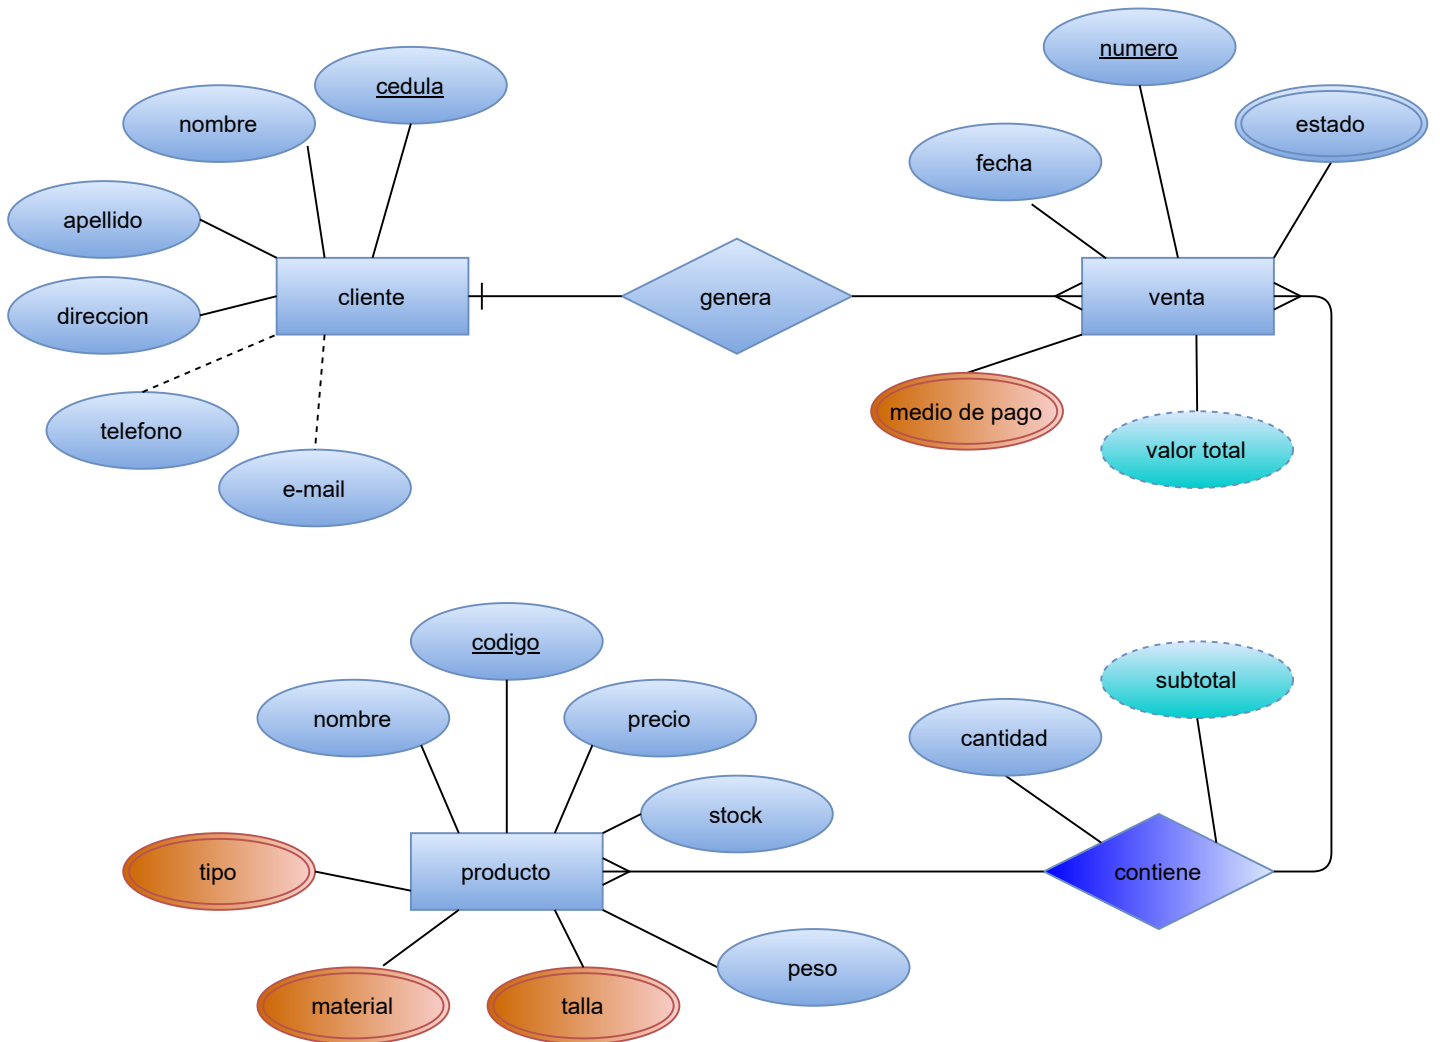 numero
cedula
nombre
estado
fecha
apellido
cliente
genera
venta
direccion
medio de pago
telefono
valor total
e-mail
codigo
subtotal
nombre
precio
cantidad
stock
tipo
producto
contiene
peso
material
talla